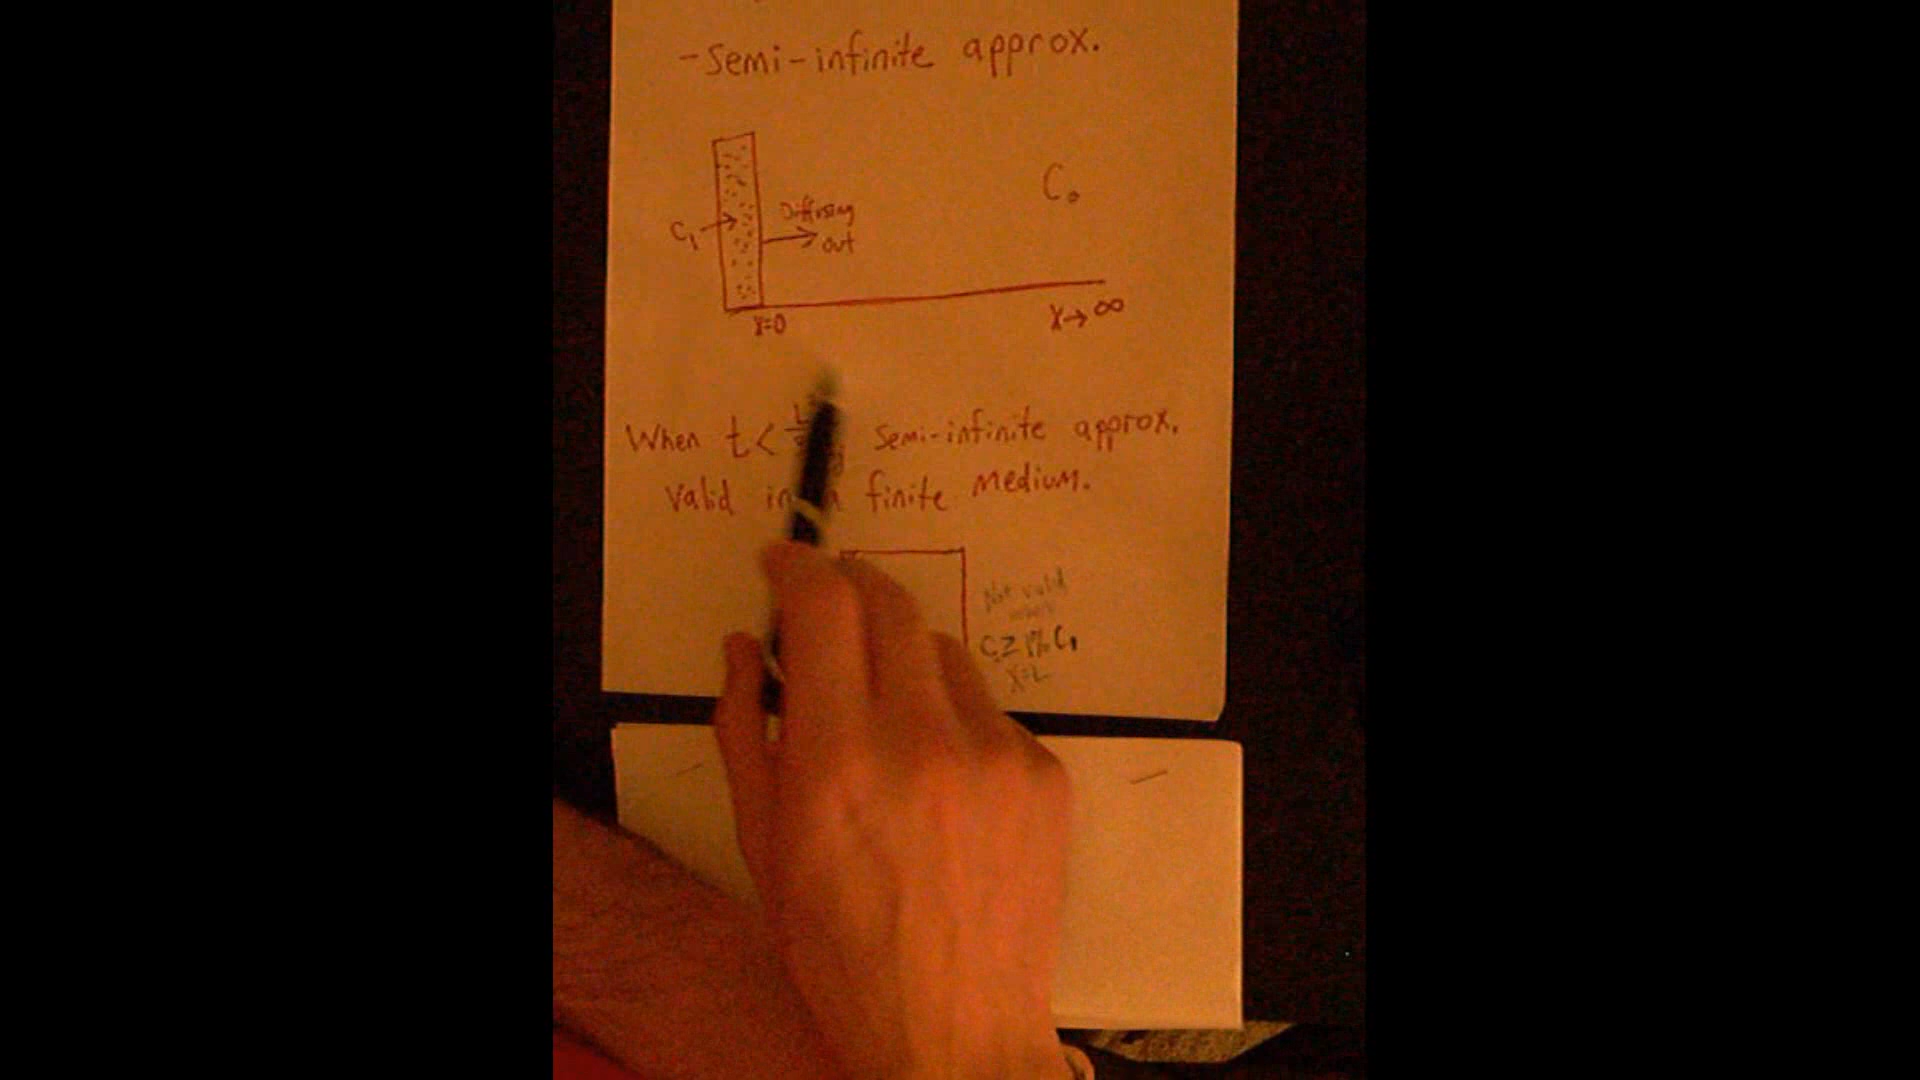 - Semi-infinite approx.
C₀
Diffusing
C₁
out
x=0
x→∞
When t <
Semi-infinite approx.
valid in
finite medium.
Not valid
when
C ≥ 1% C₁
x=L